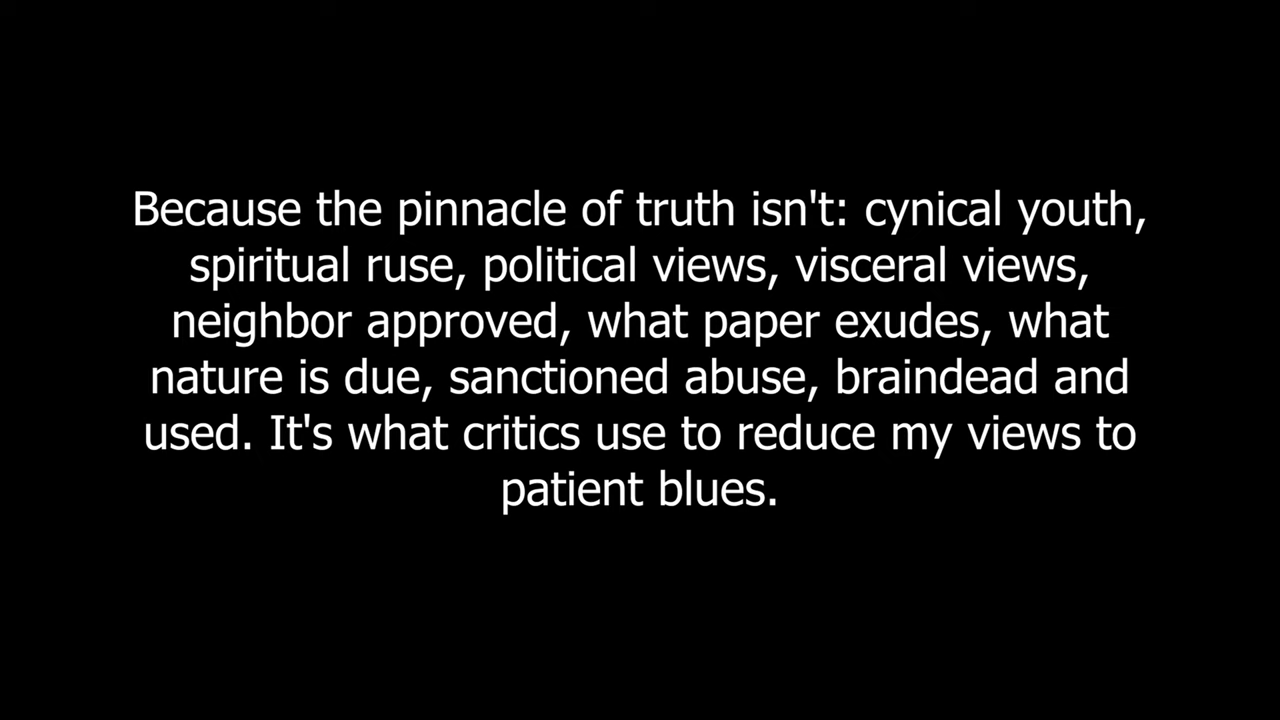 Because the pinnacle of truth isn't: cynical youth,
spiritual ruse, political views, visceral views,
neighbor approved, what paper exudes, what
nature is due, sanctioned abuse, braindead and
used. It's what critics use to reduce my views to
patient blues.